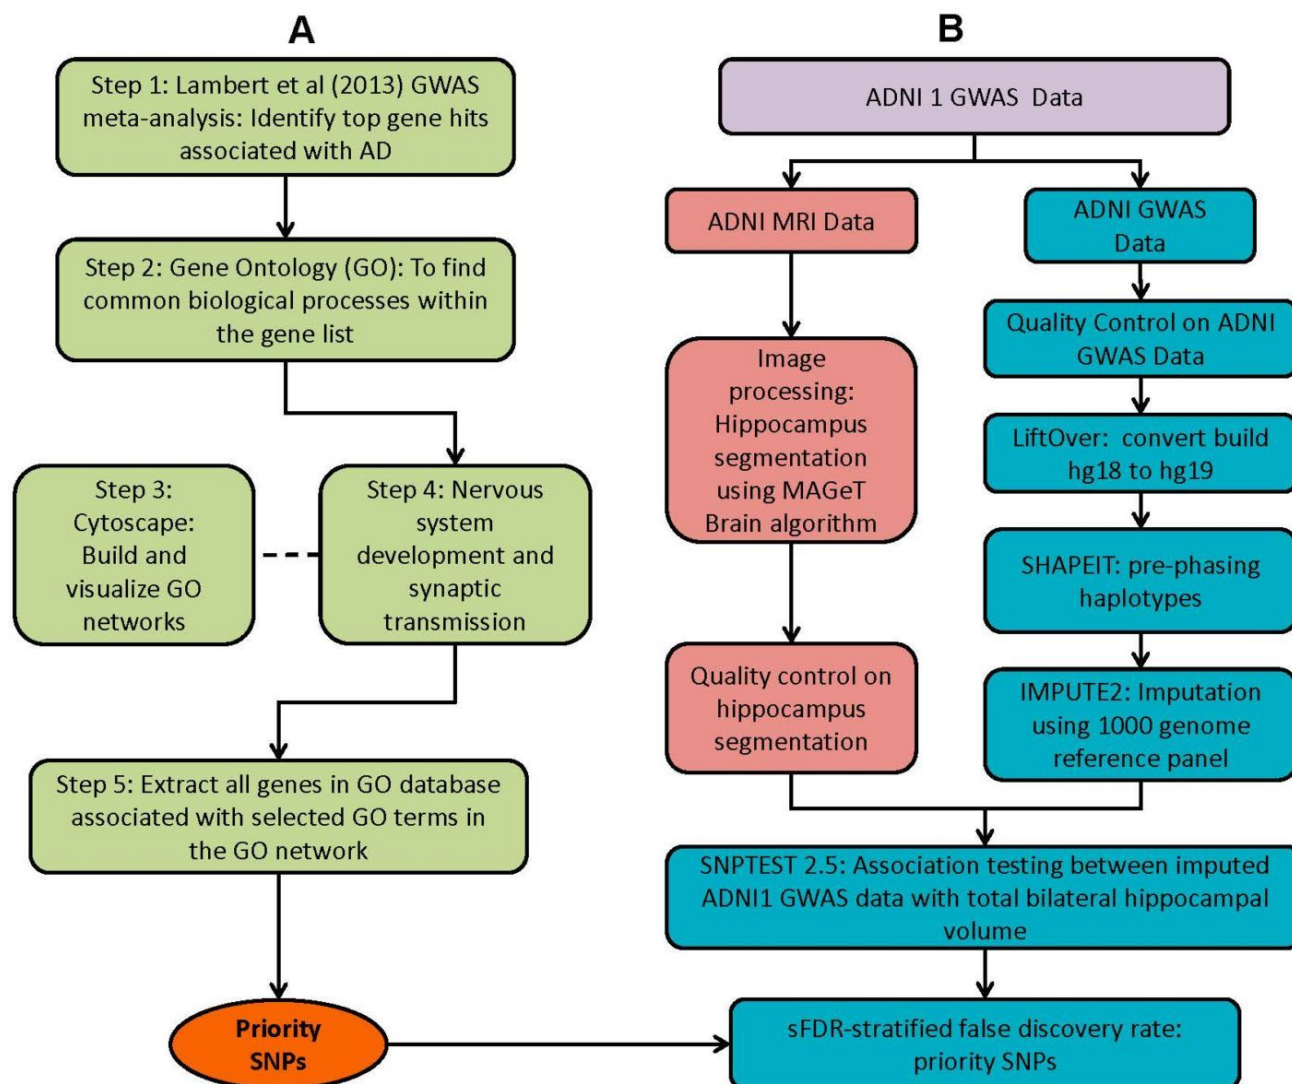 A
Step 1: Lambert et al (2013) GWAS
meta-analysis: Identify top gene hits
associated with AD
Step 2: Gene Ontology (GO): To find
common biological processes within
the gene list
Step 3:
Cytoscape:
Build and
visualize GO
networks
Step 4: Nervous
system
development and
synaptic
transmission
Step 5: Extract all genes in GO database
associated with selected GO terms in
the GO network
Priority
SNPs
B
ADNI 1 GWAS Data
ADNI MRI Data
Image
processing:
Hippocampus
segmentation
using MAGeT
Brain algorithm
Quality control on
hippocampus
segmentation
ADNI GWAS
Data
Quality Control on ADNI
GWAS Data
LiftOver: convert build
hg18 to hg19
SHAPEIT: pre-phasing
haplotypes
IMPUTE2: Imputation
using 1000 genome
reference panel
SNPTEST 2.5: Association testing between imputed
ADNI1 GWAS data with total bilateral hippocampal
volume
sFDR-stratified false discovery rate:
priority SNPs